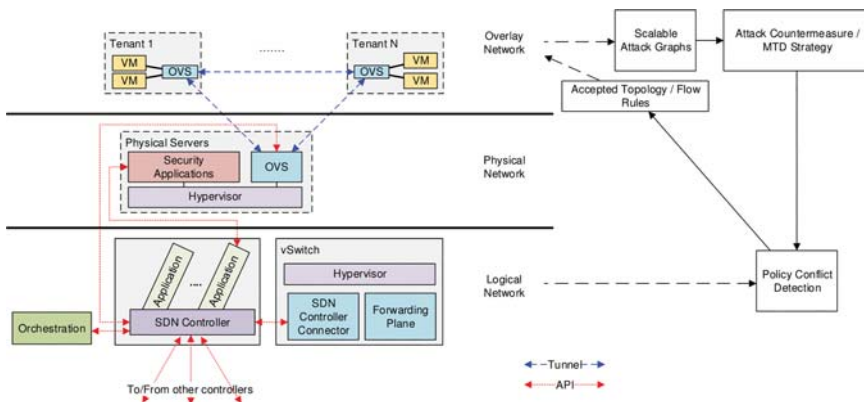 Tenant 1
VM
VM
OVS
.......
Tenant N
OVS
VM
VM
Overlay
Network
Scalable
Attack Graphs
Attack Countermeasure /
MTD Strategy
Accepted Topology / Flow
Rules
Physical Servers
Security
Applications
OVS
Hypervisor
Physical
Network
Application
....
Application
SDN Controller
Orchestration
To/From other controllers
vSwitch
Hypervisor
SDN
Controller
Connector
Forwarding
Plane
Logical
Network
Policy Conflict
Detection
Tunnel
API